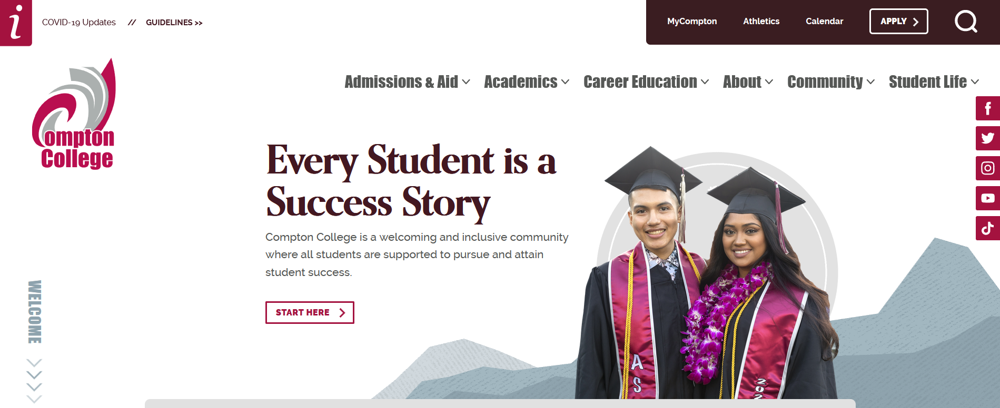 i
COVID-19 Updates // GUIDELINES >>
MyCompton Athletics Calendar APPLY
Compton
College
Admissions & Aid Academics Career Education About Community Student Life
Every Student is a
Success Story
Compton College is a welcoming and inclusive community
where all students are supported to pursue and attain
student success.
START HERE
WELCOME
A
S